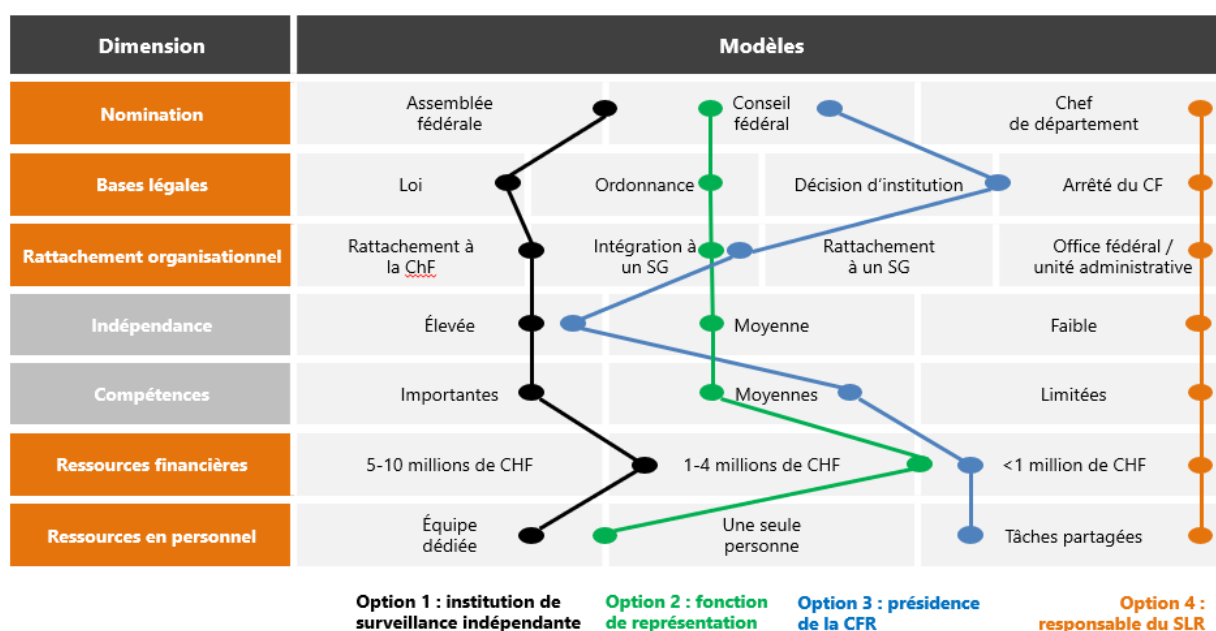 Dimension
Modèles
Nomination
Assemblée
fédérale
Conseil
fédéral
Chef
de département
Bases légales
Loi
Ordonnance
Décision d'institution
Arrêté du CF
Rattachement organisationnel
Rattachement à
la ChF
Intégration à
un SG
Rattachement
à un SG
Office fédéral /
unité administrative
Indépendance
Élevée
Moyenne
Faible
Compétences
Importantes
Moyennes
Limitées
Ressources financières
5-10 millions de CHF
1-4 millions de CHF
<1 million de CHF
Ressources en personnel
Équipe
dédiée
Une seule
personne
Tâches partagées
Option 1 : institution de
surveillance indépendante
Option 2 : fonction
de représentation
Option 3 : présidence
de la CFR
Option 4 :
responsable du SLR